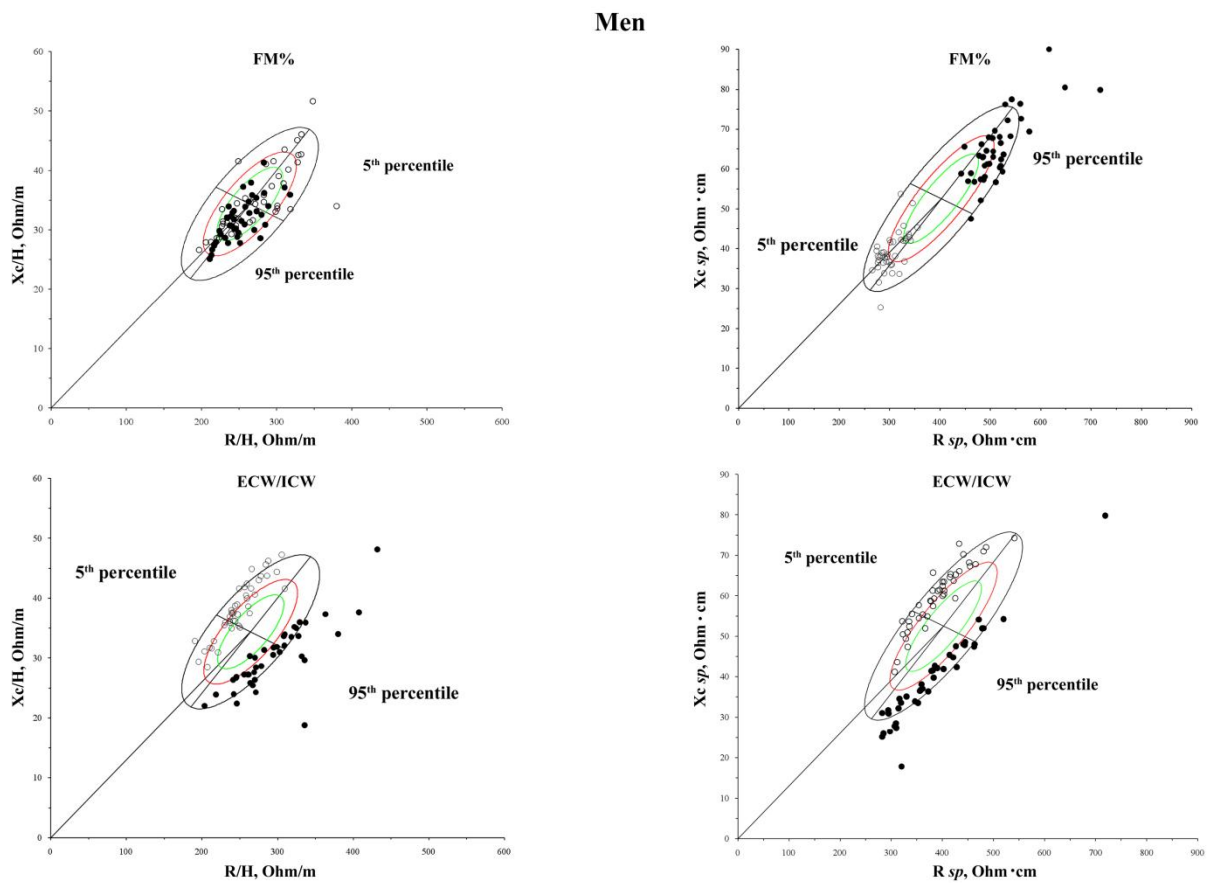 Men
FM%
60
50
40
30
20
10
0
Xc/H, Ohm/m
5th percentile
95th percentile
0 100 200 300 400 500 600
R/H, Ohm/m
FM%
90
80
70
60
50
40
30
20
10
0
Xc sp, Ohm · cm
95th percentile
5th percentile
0 100 200 300 400 500 600 700 800 900
R sp, Ohm·cm
ECW/ICW
60
50
40
30
20
10
0
Xc/H, Ohm/m
5th percentile
95th percentile
0 100 200 300 400 500 600
R/H, Ohm/m
ECW/ICW
90
80
70
60
50
40
30
20
10
0
Xc sp, Ohm · cm
5th percentile
95th percentile
0 100 200 300 400 500 600 700 800 900
R sp, Ohm·cm